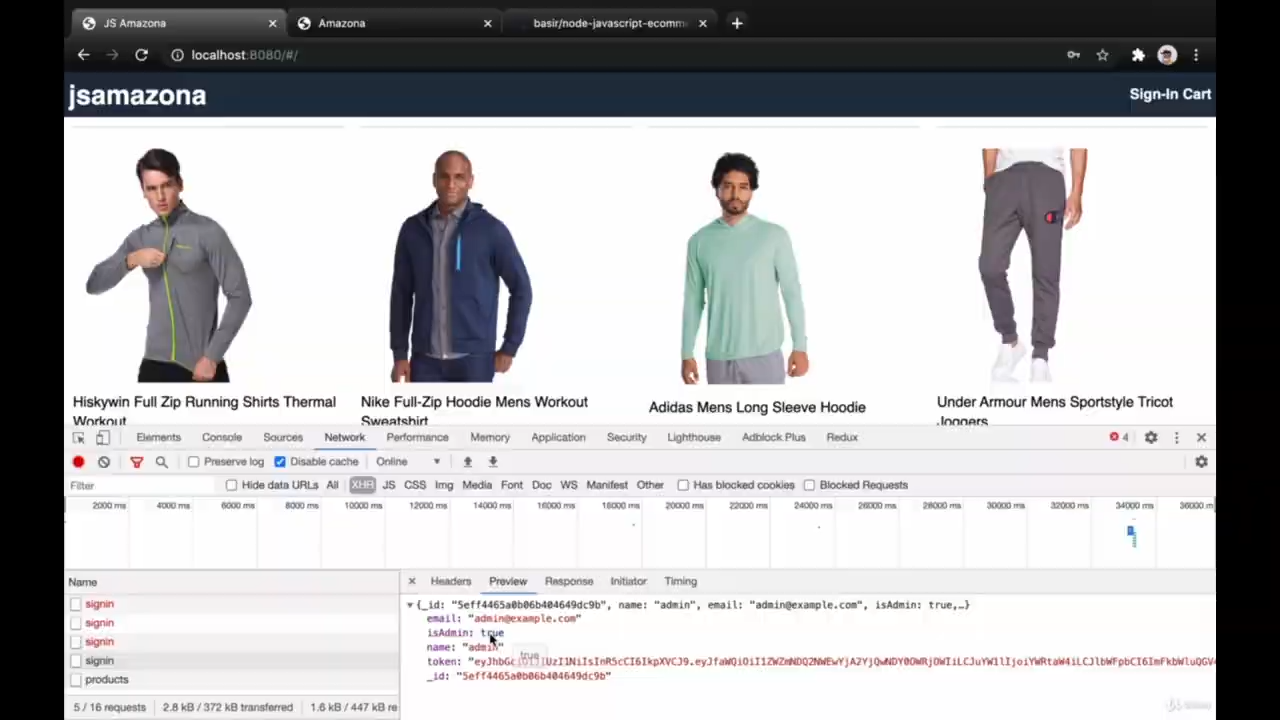 JS Amazona
Amazona
basir/node-javascript-ecomm
localhost:8080/#/
jsamazona
Sign-In Cart
Hiskywin Full Zip Running Shirts Thermal Workout
Nike Full-Zip Hoodie Mens Workout Sweatshirt
Adidas Mens Long Sleeve Hoodie
Under Armour Mens Sportstyle Tricot Joggers
Elements Console Sources Network Performance Memory Application Security Lighthouse Adblock Plus Redux 4
Preserve log Disable cache Online
Filter Hide data URLs All XHR JS CSS Img Media Font Doc WS Manifest Other Has blocked cookies Blocked Requests
2000 ms 4000 ms 6000 ms 8000 ms 10000 ms 12000 ms 14000 ms 16000 ms 18000 ms 20000 ms 22000 ms 24000 ms 26000 ms 28000 ms 30000 ms 32000 ms 34000 ms 36000 m
Name
signin
signin
signin
signin
products
5 / 16 requests 2.8 kB / 372 kB transferred 1.6 kB / 447 kB re
Headers Preview Response Initiator Timing
{_id: "5eff4465a0b06b404649dc9b", name: "admin", email: "admin@example.com", isAdmin: true,…}
email: "admin@example.com"
isAdmin: true
name: "admin"
true
token:
_id: "5eff4465a0b06b404649dc9b"